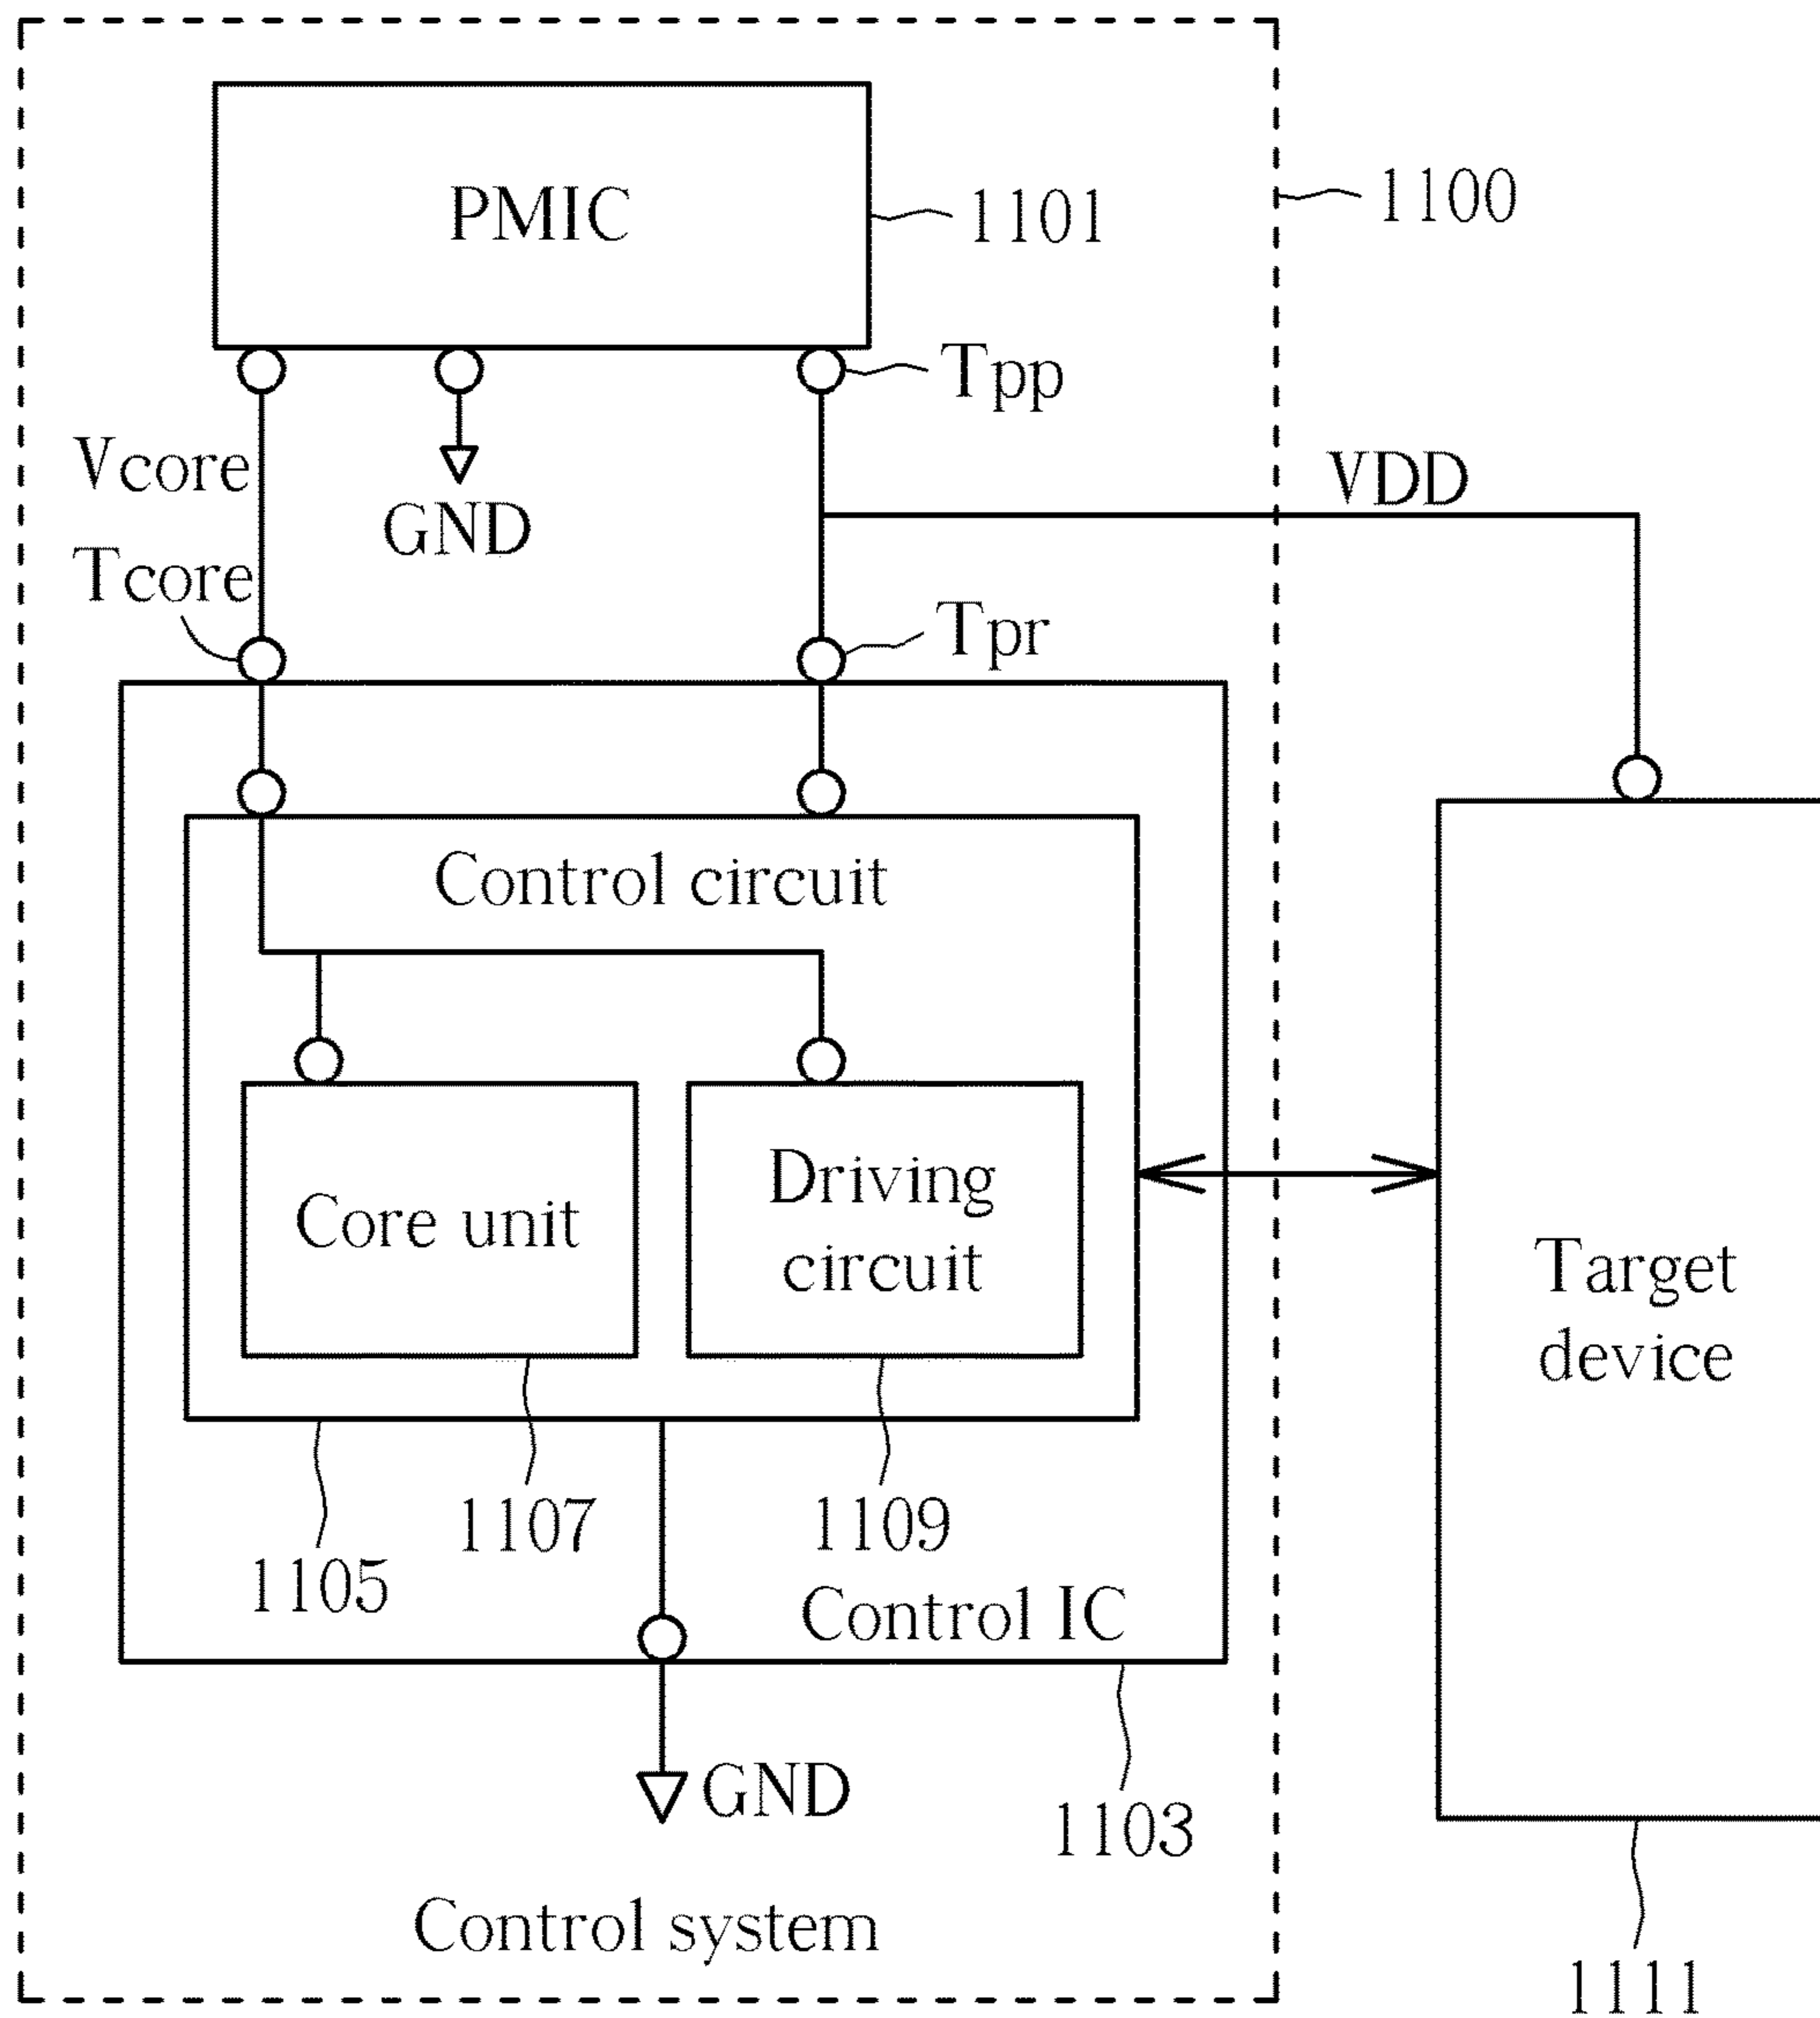 PMIC
1101
1100
Tpp
Vcore
GND
VDD
Tcore
Tpr
Control circuit
Core unit
Driving
circuit
Target
device
1107
1109
1105
Control IC
GND
1103
Control system
1111